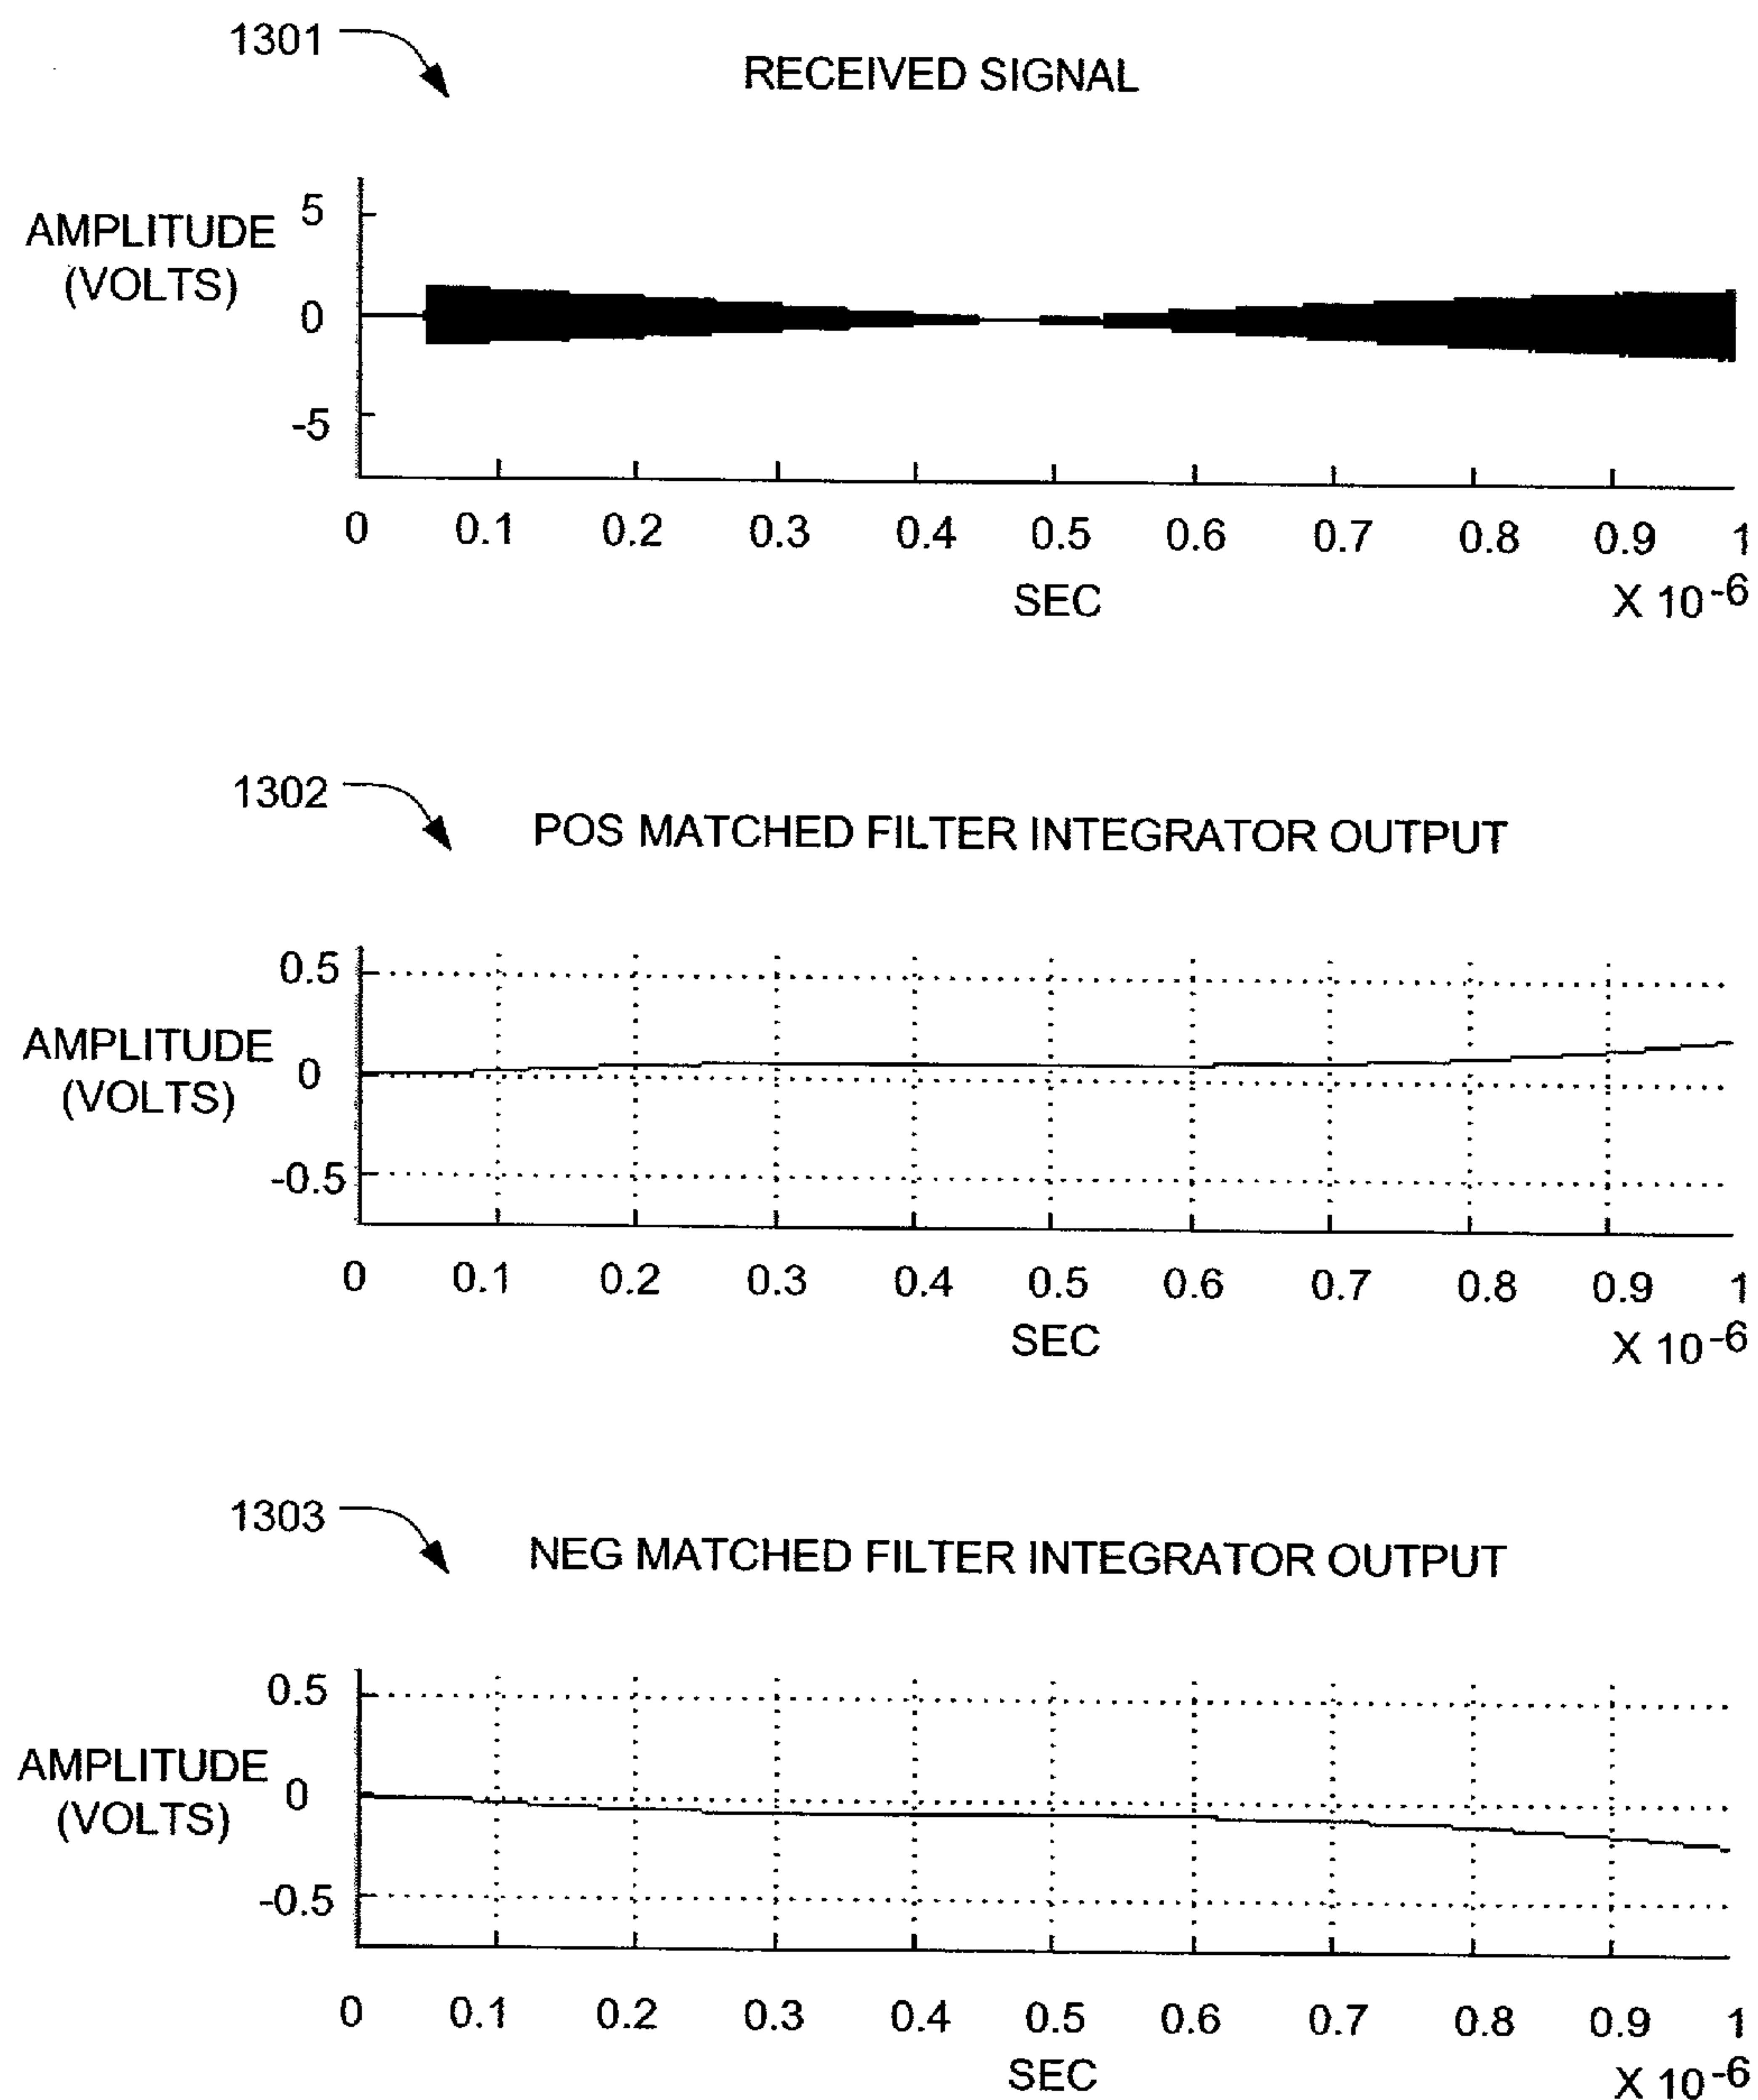 1301
RECEIVED SIGNAL
AMPLITUDE
(VOLTS)
5
0
-5
0 0.1 0.2 0.3 0.4 0.5 0.6 0.7 0.8 0.9 1
SEC
X 10-6
1302
POS MATCHED FILTER INTEGRATOR OUTPUT
AMPLITUDE
(VOLTS)
0.5
0
-0.5
0 0.1 0.2 0.3 0.4 0.5 0.6 0.7 0.8 0.9 1
SEC
X 10-6
1303
NEG MATCHED FILTER INTEGRATOR OUTPUT
AMPLITUDE
(VOLTS)
0.5
0
-0.5
0 0.1 0.2 0.3 0.4 0.5 0.6 0.7 0.8 0.9 1
SEC
X 10-6